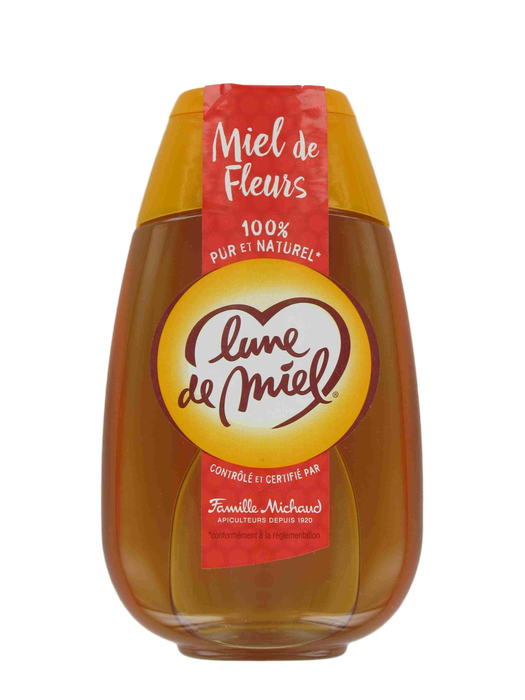 Miel de
Fleurs
100%
PUR ET NATUREL*
lune
de miel®
CONTRÔLÉ ET CERTIFIÉ PAR
Famille Michaud
APICULTEURS DEPUIS 1920
*conformément à la réglementation